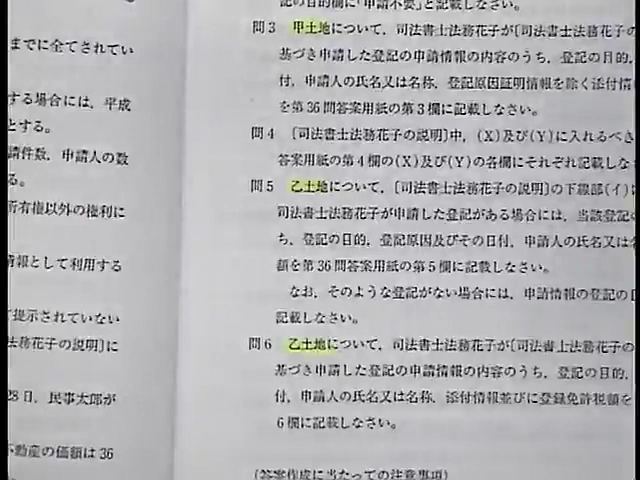 までに全てされてい
する場合には，平成
とする。
請件数，申請人の数
る。
所有権以外の権利に
情報として利用する
提示されていない
法務花子の説明〕に
28日，民事太郎が
不動産の価額は36
の目的欄に「申請不要」と記載しなさい。
問3 甲土地について，司法書士法務花子が〔司法書士法務花子の
基づき申請した登記の申請情報の内容のうち，登記の目的，
付，申請人の氏名又は名称，登記原因証明情報を除く添付情
を第36問答案用紙の第3欄に記載しなさい。
問4 〔司法書士法務花子の説明〕中，(X)及び(Y)に入れるべき
答案用紙の第4欄の(X)及び(Y)の各欄にそれぞれ記載しな
問5 乙土地について，〔司法書士法務花子の説明〕の下線部(イ)
司法書士法務花子が申請した登記がある場合には，当該登記
ち，登記の目的，登記原因及びその日付，申請人の氏名又は
額を第36問答案用紙の第5欄に記載しなさい。
なお，そのような登記がない場合には，申請情報の登記の
記載しなさい。
問6 乙土地について，司法書士法務花子が〔司法書士法務花子の
基づき申請した登記の申請情報の内容のうち，登記の目的，
付，申請人の氏名又は名称，添付情報並びに登録免許税額を
6欄に記載しなさい。
(答案作成に当たっての注意事項)